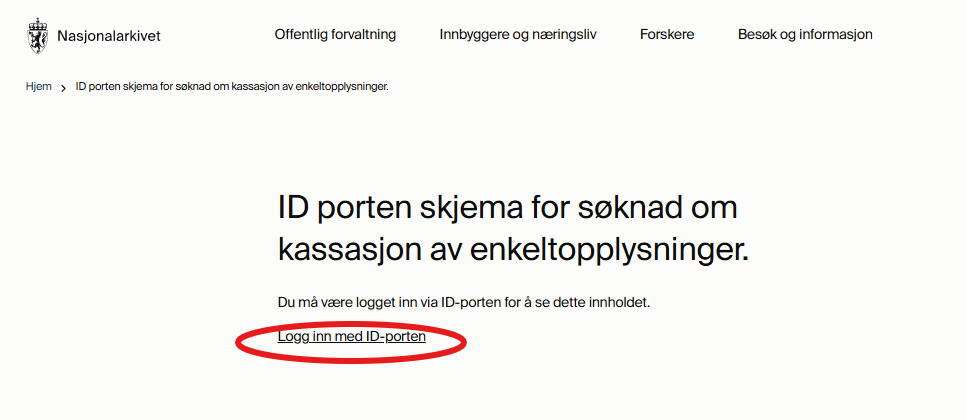 Nasjonalarkivet
Offentlig forvaltning
Innbyggere og næringsliv
Forskere
Besøk og informasjon
Hjem > ID porten skjema for søknad om kassasjon av enkeltopplysninger.
ID porten skjema for søknad om
kassasjon av enkeltopplysninger.
Du må være logget inn via ID-porten for å se dette innholdet.
Logg inn med ID-porten